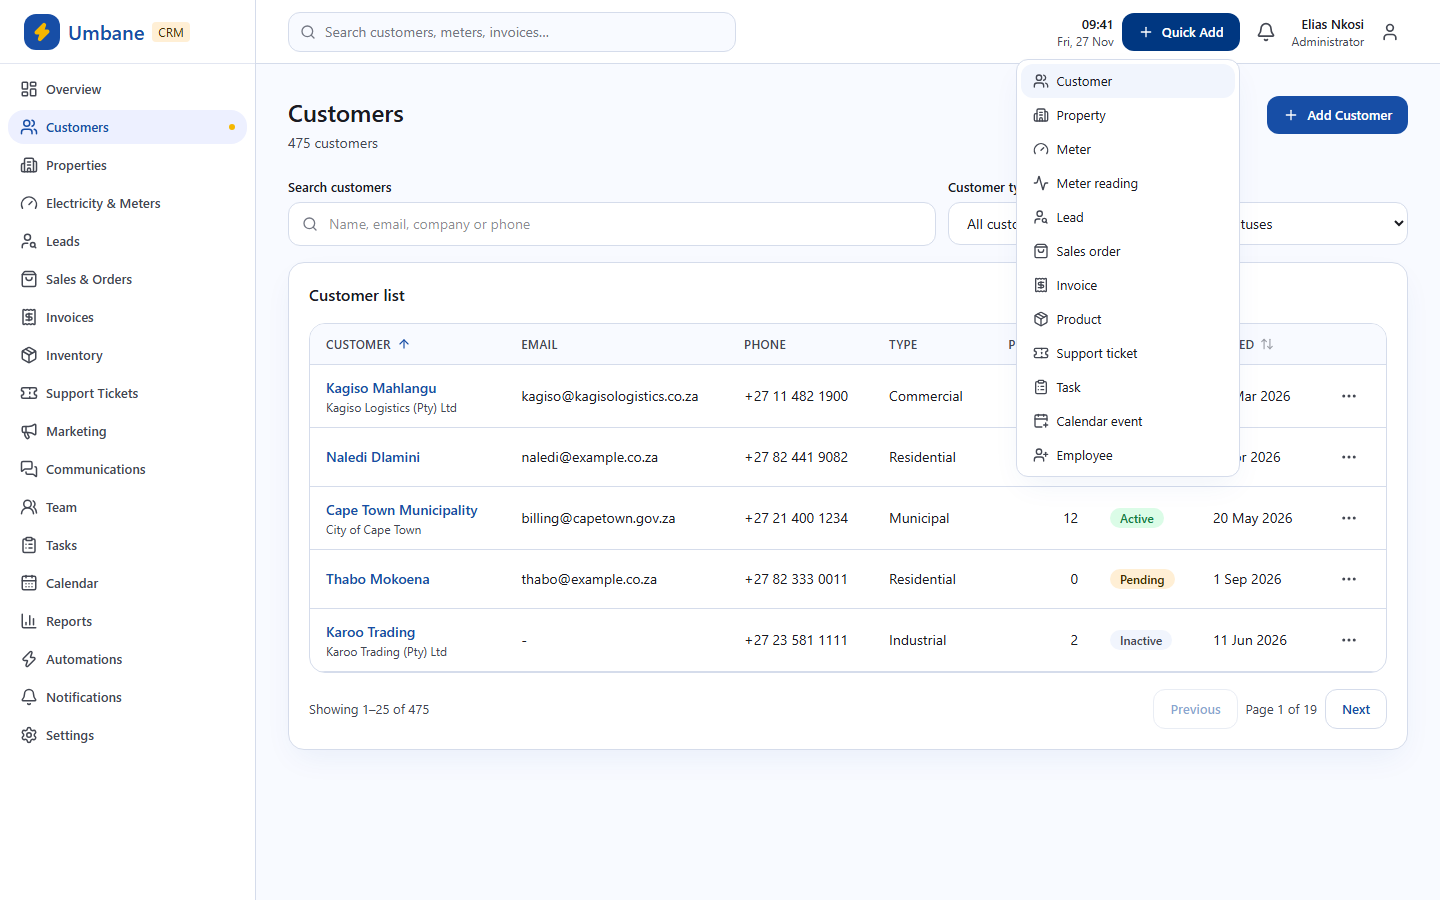 Umbane CRM
Search customers, meters, invoices...
09:41
Fri, 27 Nov
Quick Add
Elias Nkosi
Administrator
Overview
Customers
Properties
Electricity & Meters
Leads
Sales & Orders
Invoices
Inventory
Support Tickets
Marketing
Communications
Team
Tasks
Calendar
Reports
Automations
Notifications
Settings
Customer
Property
Meter
Meter reading
Lead
Sales order
Invoice
Product
Support ticket
Task
Calendar event
Employee
Customers
475 customers
Add Customer
Search customers
Name, email, company or phone
Customer
All
Customer list
CUSTOMER EMAIL PHONE TYPE
Kagiso Mahlangu kagiso@kagisologistics.co.za +27 11 482 1900 Commercial Mar 2026
Kagiso Logistics (Pty) Ltd
Naledi Dlamini naledi@example.co.za +27 82 441 9082 Residential 2026
Cape Town Municipality billing@capetown.gov.za +27 21 400 1234 Municipal 12 Active 20 May 2026
City of Cape Town
Thabo Mokoena thabo@example.co.za +27 82 333 0011 Residential 0 Pending 1 Sep 2026
Karoo Trading - +27 23 581 1111 Industrial 2 Inactive 11 Jun 2026
Karoo Trading (Pty) Ltd
Showing 1–25 of 475
Previous Page 1 of 19 Next